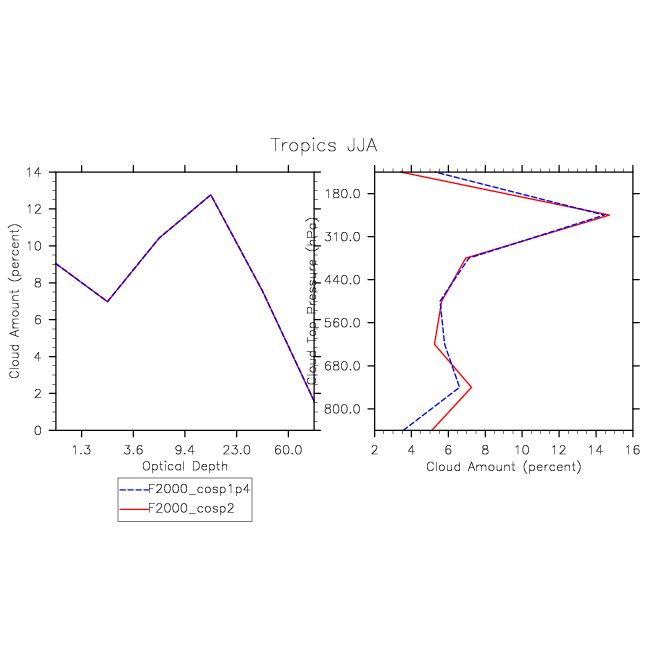 Tropics JJA
Cloud Amount (percent)
14
12
10
8
6
4
2
0
1.3 3.6 9.4 23.0 60.0
Optical Depth
Cloud Top Pressure (hPa)
180.0
310.0
440.0
560.0
680.0
800.0
2 4 6 8 10 12 14 16
Cloud Amount (percent)
F2000_cosp1p4
F2000_cosp2